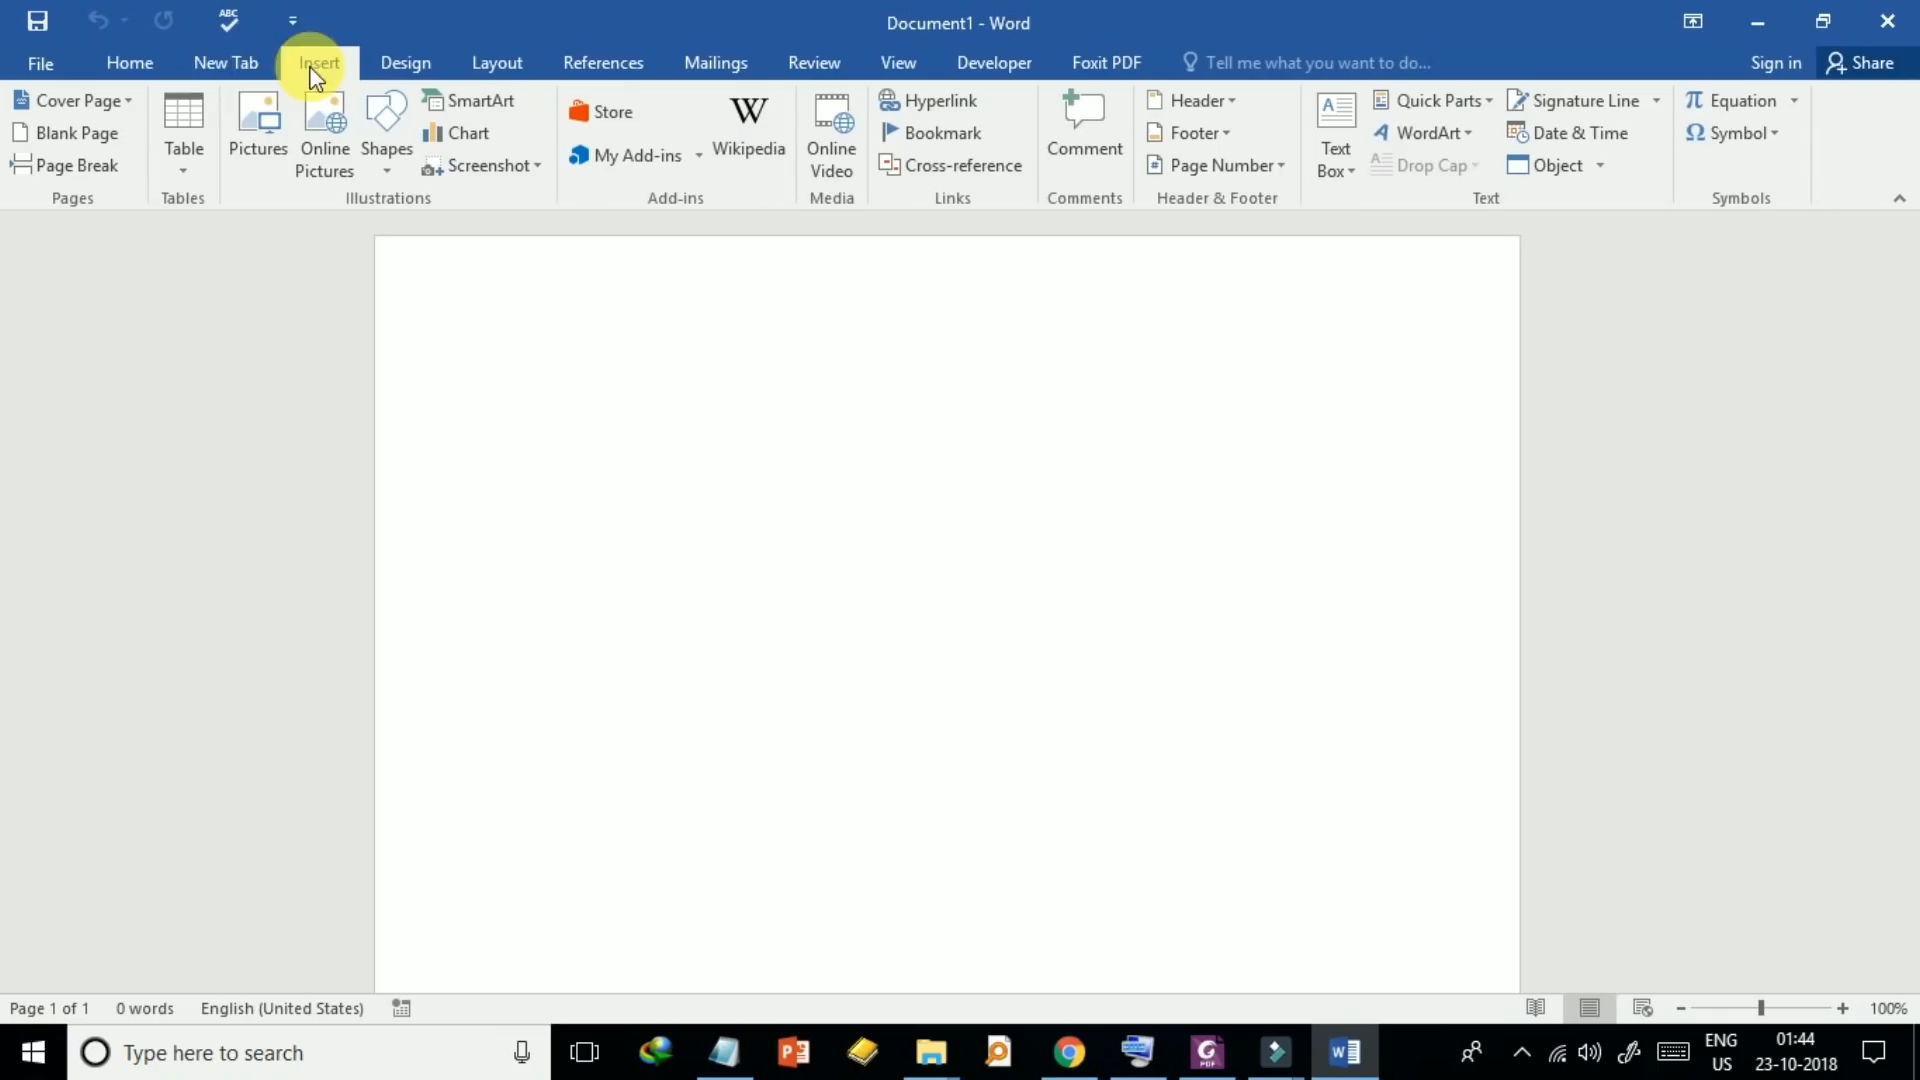 ABC
Document1 - Word
File Home New Tab Insert Design Layout References Mailings Review View Developer Foxit PDF Tell me what you want to do... Sign in Share
Cover Page
Blank Page
Page Break
Pages
Table
Tables
Pictures
Online
Pictures
Shapes
SmartArt
Chart
Screenshot
Illustrations
Store
My Add-ins
W
Wikipedia
Add-ins
Online
Video
Media
Hyperlink
Bookmark
Cross-reference
Links
Comment
Comments
Header
Footer
# Page Number
Header & Footer
A
Text
Box
Quick Parts
A WordArt
A Drop Cap
Signature Line
Date & Time
Object
Text
π Equation
Ω Symbol
Symbols
Page 1 of 1 0 words English (United States) 100%
Type here to search
P
G
PDF
W
ENG
US
01:44
23-10-2018